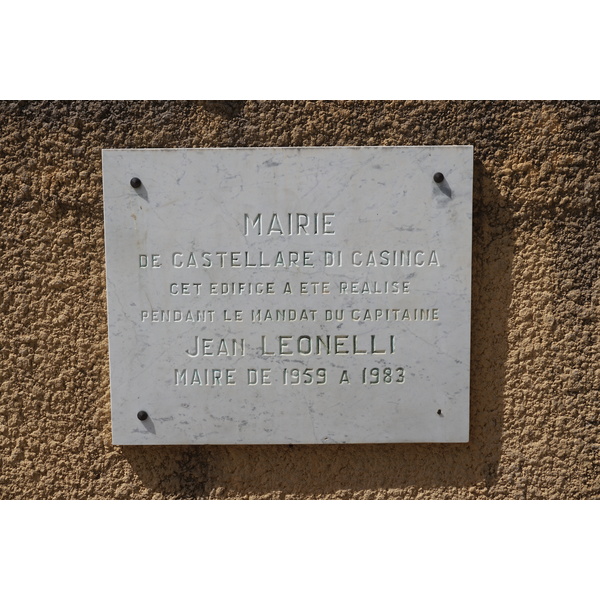 MAIRIE
DE CASTELLARE DI CASINCA
CET EDIFICE A ETE REALISE
PENDANT LE MANDAT DU CAPITAINE
JEAN LEONELLI
MAIRE DE 1959 A 1983